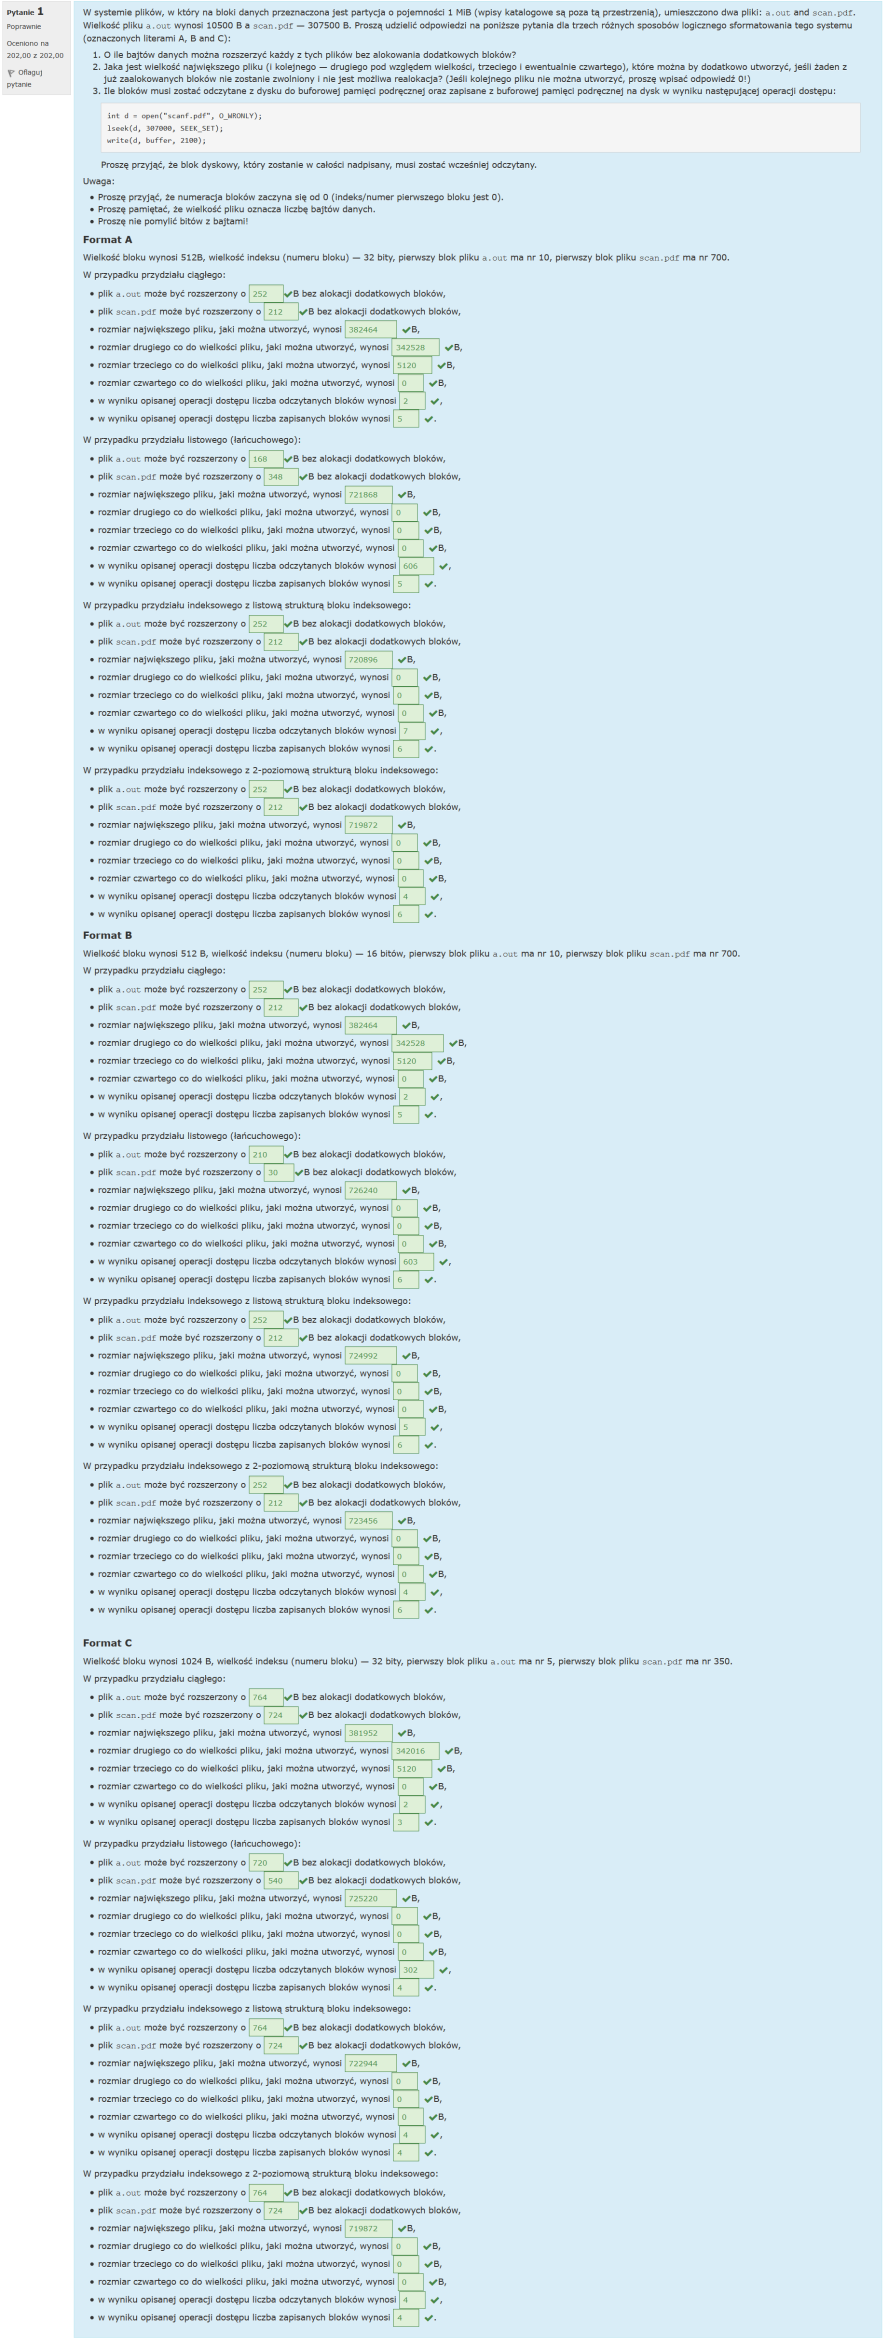 Pytanie 1
Poprawnie
Oceniono na
202,00 z 202,00
Oflaguj
pytanie
W systemie plików, w który na bloki danych przeznaczona jest partycja o pojemności 1 MiB (wpisy katalogowe są poza tą przestrzenią), umieszczono dwa pliki: a.out and scan.pdf.
Wielkość pliku a.out wynosi 10500 B a scan.pdf — 307500 B. Proszą udzielić odpowiedzi na poniższe pytania dla trzech różnych sposobów logicznego sformatowania tego systemu
(oznaczonych literami A, B and C):
1. O ile bajtów danych można rozszerzyć każdy z tych plików bez alokowania dodatkowych bloków?
2. Jaka jest wielkość największego pliku (i kolejnego — drugiego pod względem wielkości, trzeciego i ewentualnie czwartego), które można by dodatkowo utworzyć, jeśli żaden z
już zaalokowanych bloków nie zostanie zwolniony i nie jest możliwa realokacja? (Jeśli kolejnego pliku nie można utworzyć, proszę wpisać odpowiedź 0!)
3. Ile bloków musi zostać odczytane z dysku do buforowej pamięci podręcznej oraz zapisane z buforowej pamięci podręcznej na dysk w wyniku następującej operacji dostępu:
int d = open("scanf.pdf", O_WRONLY);
lseek(d, 307000, SEEK_SET);
write(d, buffer, 2100);
Proszę przyjąć, że blok dyskowy, który zostanie w całości nadpisany, musi zostać wcześniej odczytany.
Uwaga:
• Proszę przyjąć, że numeracja bloków zaczyna się od 0 (indeks/numer pierwszego bloku jest 0).
• Proszę pamiętać, że wielkość pliku oznacza liczbę bajtów danych.
• Proszę nie pomylić bitów z bajtami!
Format A
Wielkość bloku wynosi 512B, wielkość indeksu (numeru bloku) — 32 bity, pierwszy blok pliku a.out ma nr 10, pierwszy blok pliku scan.pdf ma nr 700.
W przypadku przydziału ciągłego:
• plik a.out może być rozszerzony o 252 B bez alokacji dodatkowych bloków,
• plik scan.pdf może być rozszerzony o 212 B bez alokacji dodatkowych bloków,
• rozmiar największego pliku, jaki można utworzyć, wynosi 382464 B,
• rozmiar drugiego co do wielkości pliku, jaki można utworzyć, wynosi 342528 B,
• rozmiar trzeciego co do wielkości pliku, jaki można utworzyć, wynosi 5120 B,
• rozmiar czwartego co do wielkości pliku, jaki można utworzyć, wynosi 0 B,
• w wyniku opisanej operacji dostępu liczba odczytanych bloków wynosi 2 ,
• w wyniku opisanej operacji dostępu liczba zapisanych bloków wynosi 5 .
W przypadku przydziału listowego (łańcuchowego):
• plik a.out może być rozszerzony o 168 B bez alokacji dodatkowych bloków,
• plik scan.pdf może być rozszerzony o 348 B bez alokacji dodatkowych bloków,
• rozmiar największego pliku, jaki można utworzyć, wynosi 721868 B,
• rozmiar drugiego co do wielkości pliku, jaki można utworzyć, wynosi 0 B,
• rozmiar trzeciego co do wielkości pliku, jaki można utworzyć, wynosi 0 B,
• rozmiar czwartego co do wielkości pliku, jaki można utworzyć, wynosi 0 B,
• w wyniku opisanej operacji dostępu liczba odczytanych bloków wynosi 606 ,
• w wyniku opisanej operacji dostępu liczba zapisanych bloków wynosi 5 .
W przypadku przydziału indeksowego z listową strukturą bloku indeksowego:
• plik a.out może być rozszerzony o 252 B bez alokacji dodatkowych bloków,
• plik scan.pdf może być rozszerzony o 212 B bez alokacji dodatkowych bloków,
• rozmiar największego pliku, jaki można utworzyć, wynosi 720896 B,
• rozmiar drugiego co do wielkości pliku, jaki można utworzyć, wynosi 0 B,
• rozmiar trzeciego co do wielkości pliku, jaki można utworzyć, wynosi 0 B,
• rozmiar czwartego co do wielkości pliku, jaki można utworzyć, wynosi 0 B,
• w wyniku opisanej operacji dostępu liczba odczytanych bloków wynosi 7 ,
• w wyniku opisanej operacji dostępu liczba zapisanych bloków wynosi 6 .
W przypadku przydziału indeksowego z 2-poziomową strukturą bloku indeksowego:
• plik a.out może być rozszerzony o 252 B bez alokacji dodatkowych bloków,
• plik scan.pdf może być rozszerzony o 212 B bez alokacji dodatkowych bloków,
• rozmiar największego pliku, jaki można utworzyć, wynosi 719872 B,
• rozmiar drugiego co do wielkości pliku, jaki można utworzyć, wynosi 0 B,
• rozmiar trzeciego co do wielkości pliku, jaki można utworzyć, wynosi 0 B,
• rozmiar czwartego co do wielkości pliku, jaki można utworzyć, wynosi 0 B,
• w wyniku opisanej operacji dostępu liczba odczytanych bloków wynosi 4 ,
• w wyniku opisanej operacji dostępu liczba zapisanych bloków wynosi 6 .
Format B
Wielkość bloku wynosi 512 B, wielkość indeksu (numeru bloku) — 16 bitów, pierwszy blok pliku a.out ma nr 10, pierwszy blok pliku scan.pdf ma nr 700.
W przypadku przydziału ciągłego:
• plik a.out może być rozszerzony o 252 B bez alokacji dodatkowych bloków,
• plik scan.pdf może być rozszerzony o 212 B bez alokacji dodatkowych bloków,
• rozmiar największego pliku, jaki można utworzyć, wynosi 382464 B,
• rozmiar drugiego co do wielkości pliku, jaki można utworzyć, wynosi 342528 B,
• rozmiar trzeciego co do wielkości pliku, jaki można utworzyć, wynosi 5120 B,
• rozmiar czwartego co do wielkości pliku, jaki można utworzyć, wynosi 0 B,
• w wyniku opisanej operacji dostępu liczba odczytanych bloków wynosi 2 ,
• w wyniku opisanej operacji dostępu liczba zapisanych bloków wynosi 5 .
W przypadku przydziału listowego (łańcuchowego):
• plik a.out może być rozszerzony o 210 B bez alokacji dodatkowych bloków,
• plik scan.pdf może być rozszerzony o 30 B bez alokacji dodatkowych bloków,
• rozmiar największego pliku, jaki można utworzyć, wynosi 726240 B,
• rozmiar drugiego co do wielkości pliku, jaki można utworzyć, wynosi 0 B,
• rozmiar trzeciego co do wielkości pliku, jaki można utworzyć, wynosi 0 B,
• rozmiar czwartego co do wielkości pliku, jaki można utworzyć, wynosi 0 B,
• w wyniku opisanej operacji dostępu liczba odczytanych bloków wynosi 603 ,
• w wyniku opisanej operacji dostępu liczba zapisanych bloków wynosi 6 .
W przypadku przydziału indeksowego z listową strukturą bloku indeksowego:
• plik a.out może być rozszerzony o 252 B bez alokacji dodatkowych bloków,
• plik scan.pdf może być rozszerzony o 212 B bez alokacji dodatkowych bloków,
• rozmiar największego pliku, jaki można utworzyć, wynosi 724992 B,
• rozmiar drugiego co do wielkości pliku, jaki można utworzyć, wynosi 0 B,
• rozmiar trzeciego co do wielkości pliku, jaki można utworzyć, wynosi 0 B,
• rozmiar czwartego co do wielkości pliku, jaki można utworzyć, wynosi 0 B,
• w wyniku opisanej operacji dostępu liczba odczytanych bloków wynosi 5 ,
• w wyniku opisanej operacji dostępu liczba zapisanych bloków wynosi 6 .
W przypadku przydziału indeksowego z 2-poziomową strukturą bloku indeksowego:
• plik a.out może być rozszerzony o 252 B bez alokacji dodatkowych bloków,
• plik scan.pdf może być rozszerzony o 212 B bez alokacji dodatkowych bloków,
• rozmiar największego pliku, jaki można utworzyć, wynosi 723456 B,
• rozmiar drugiego co do wielkości pliku, jaki można utworzyć, wynosi 0 B,
• rozmiar trzeciego co do wielkości pliku, jaki można utworzyć, wynosi 0 B,
• rozmiar czwartego co do wielkości pliku, jaki można utworzyć, wynosi 0 B,
• w wyniku opisanej operacji dostępu liczba odczytanych bloków wynosi 4 ,
• w wyniku opisanej operacji dostępu liczba zapisanych bloków wynosi 6 .
Format C
Wielkość bloku wynosi 1024 B, wielkość indeksu (numeru bloku) — 32 bity, pierwszy blok pliku a.out ma nr 5, pierwszy blok pliku scan.pdf ma nr 350.
W przypadku przydziału ciągłego:
• plik a.out może być rozszerzony o 764 B bez alokacji dodatkowych bloków,
• plik scan.pdf może być rozszerzony o 724 B bez alokacji dodatkowych bloków,
• rozmiar największego pliku, jaki można utworzyć, wynosi 381952 B,
• rozmiar drugiego co do wielkości pliku, jaki można utworzyć, wynosi 342016 B,
• rozmiar trzeciego co do wielkości pliku, jaki można utworzyć, wynosi 5120 B,
• rozmiar czwartego co do wielkości pliku, jaki można utworzyć, wynosi 0 B,
• w wyniku opisanej operacji dostępu liczba odczytanych bloków wynosi 2 ,
• w wyniku opisanej operacji dostępu liczba zapisanych bloków wynosi 3 .
W przypadku przydziału listowego (łańcuchowego):
• plik a.out może być rozszerzony o 720 B bez alokacji dodatkowych bloków,
• plik scan.pdf może być rozszerzony o 540 B bez alokacji dodatkowych bloków,
• rozmiar największego pliku, jaki można utworzyć, wynosi 725220 B,
• rozmiar drugiego co do wielkości pliku, jaki można utworzyć, wynosi 0 B,
• rozmiar trzeciego co do wielkości pliku, jaki można utworzyć, wynosi 0 B,
• rozmiar czwartego co do wielkości pliku, jaki można utworzyć, wynosi 0 B,
• w wyniku opisanej operacji dostępu liczba odczytanych bloków wynosi 302 ,
• w wyniku opisanej operacji dostępu liczba zapisanych bloków wynosi 4 .
W przypadku przydziału indeksowego z listową strukturą bloku indeksowego:
• plik a.out może być rozszerzony o 764 B bez alokacji dodatkowych bloków,
• plik scan.pdf może być rozszerzony o 724 B bez alokacji dodatkowych bloków,
• rozmiar największego pliku, jaki można utworzyć, wynosi 722944 B,
• rozmiar drugiego co do wielkości pliku, jaki można utworzyć, wynosi 0 B,
• rozmiar trzeciego co do wielkości pliku, jaki można utworzyć, wynosi 0 B,
• rozmiar czwartego co do wielkości pliku, jaki można utworzyć, wynosi 0 B,
• w wyniku opisanej operacji dostępu liczba odczytanych bloków wynosi 4 ,
• w wyniku opisanej operacji dostępu liczba zapisanych bloków wynosi 4 .
W przypadku przydziału indeksowego z 2-poziomową strukturą bloku indeksowego:
• plik a.out może być rozszerzony o 764 B bez alokacji dodatkowych bloków,
• plik scan.pdf może być rozszerzony o 724 B bez alokacji dodatkowych bloków,
• rozmiar największego pliku, jaki można utworzyć, wynosi 719872 B,
• rozmiar drugiego co do wielkości pliku, jaki można utworzyć, wynosi 0 B,
• rozmiar trzeciego co do wielkości pliku, jaki można utworzyć, wynosi 0 B,
• rozmiar czwartego co do wielkości pliku, jaki można utworzyć, wynosi 0 B,
• w wyniku opisanej operacji dostępu liczba odczytanych bloków wynosi 4 ,
• w wyniku opisanej operacji dostępu liczba zapisanych bloków wynosi 4 .